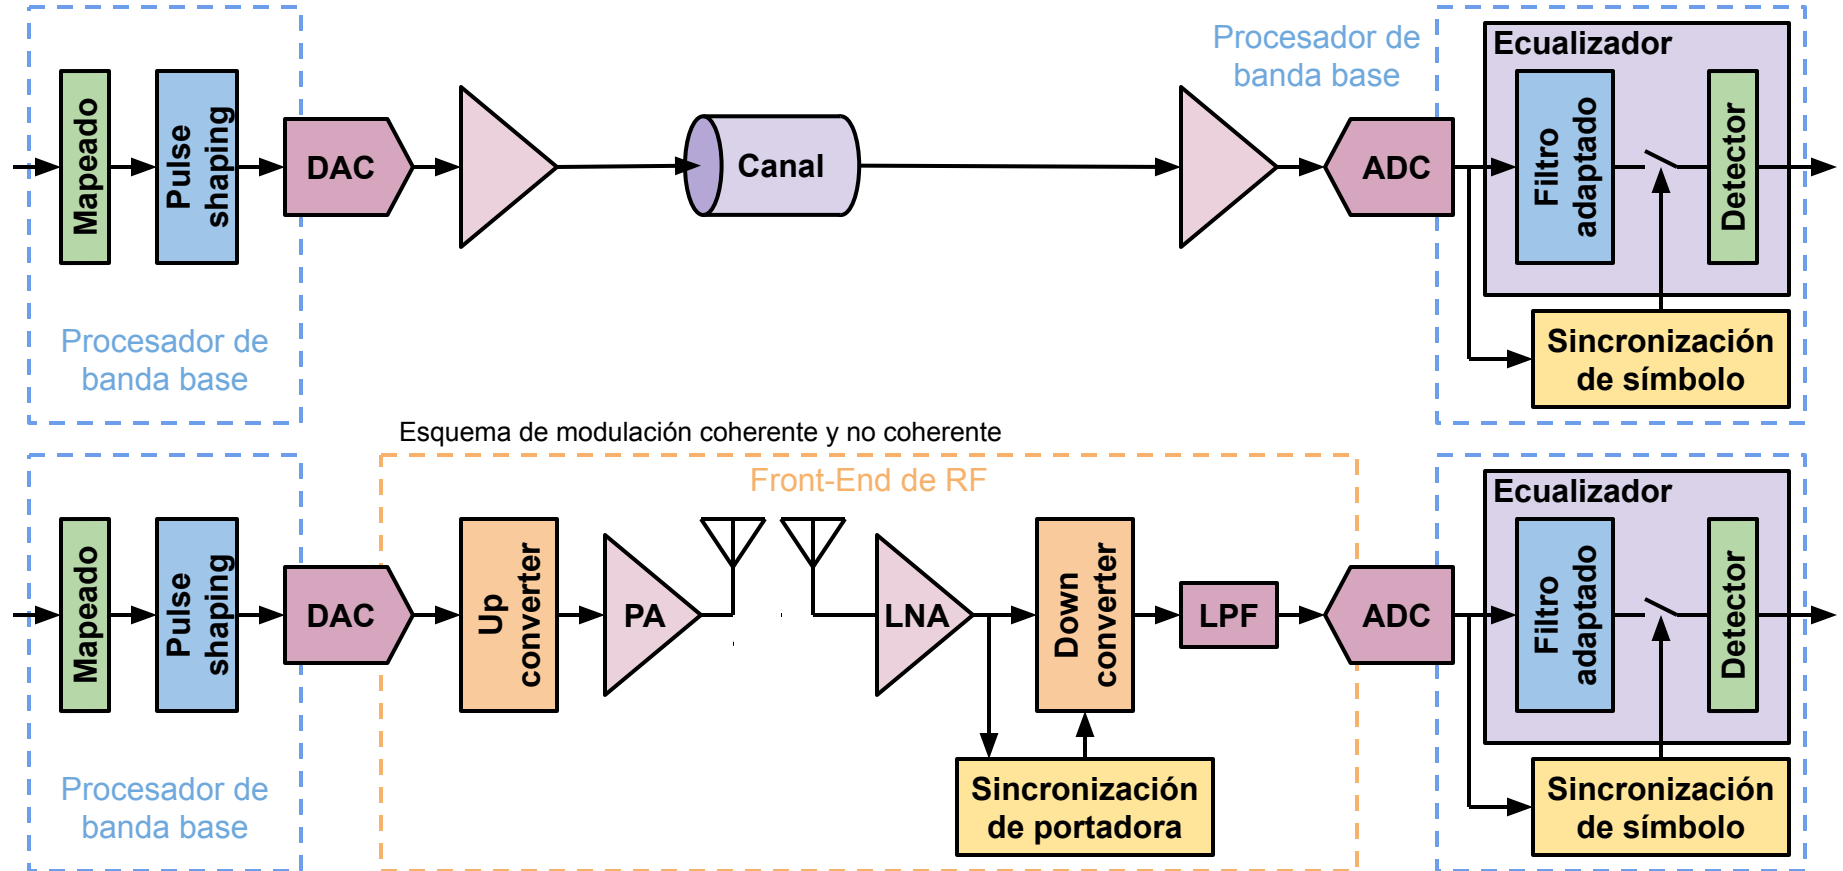 Mapeado
Pulse
shaping
DAC
Procesador de
banda base
Canal
Procesador de
banda base
ADC
Ecualizador
Filtro
adaptado
Detector
Sincronización
de símbolo
Esquema de modulación coherente y no coherente
Mapeado
Pulse
shaping
DAC
Procesador de
banda base
Front-End de RF
Up
converter
PA
LNA
Down
converter
LPF
Sincronización
de portadora
ADC
Ecualizador
Filtro
adaptado
Detector
Sincronización
de símbolo